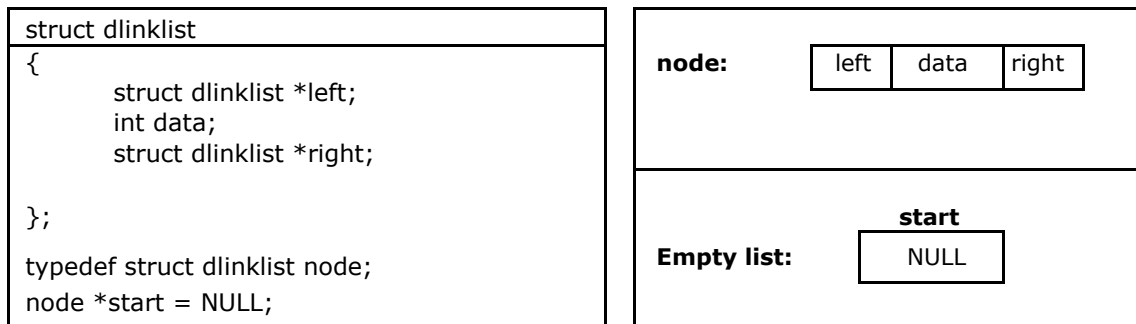 struct dlinklist
{
struct dlinklist *left;
int data;
struct dlinklist *right;
};
typedef struct dlinklist node;
node *start = NULL;
node: left data right
start
Empty list: NULL